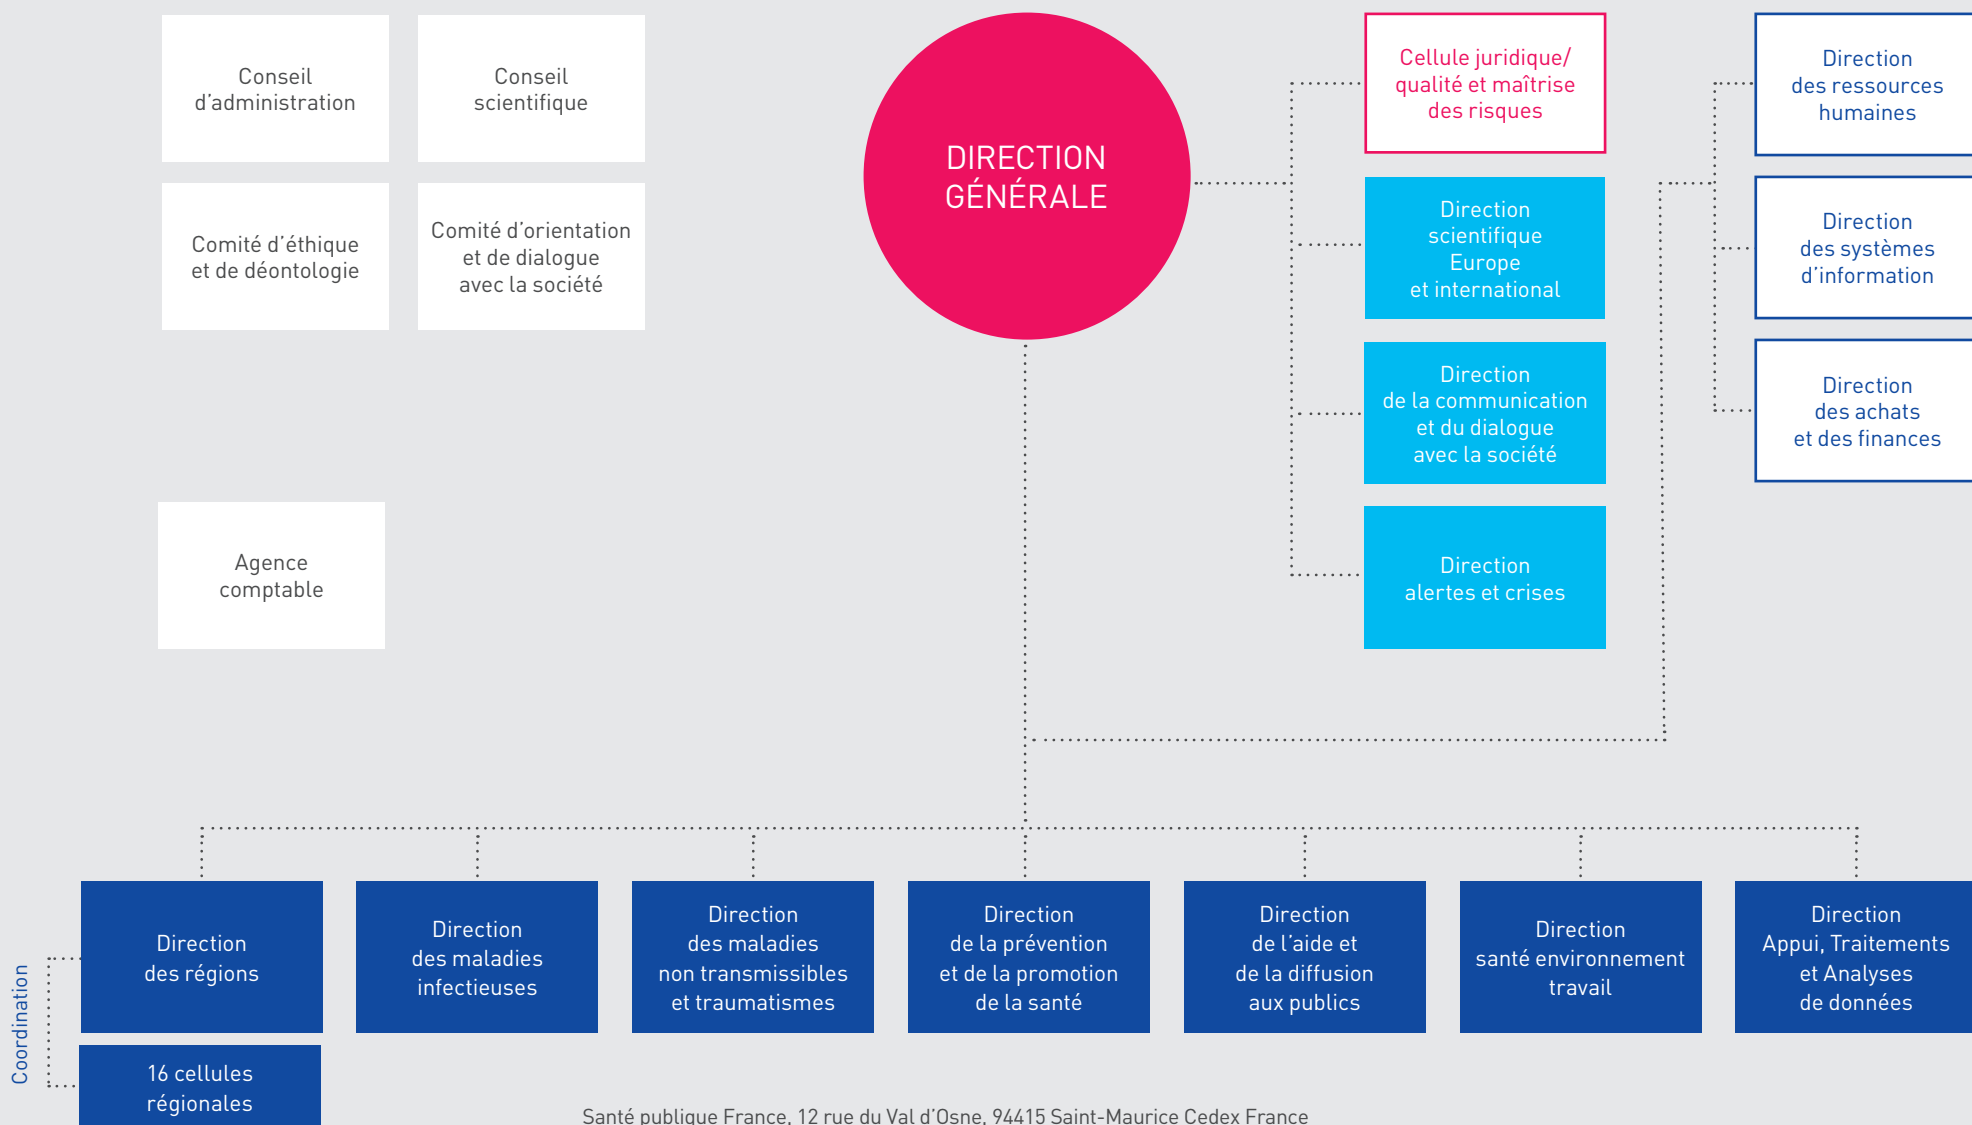 Conseil
d'administration
Conseil
scientifique
Comité d'éthique
et de déontologie
Comité d'orientation
et de dialogue
avec la société
Agence
comptable
DIRECTION
GÉNÉRALE
Cellule juridique/
qualité et maîtrise
des risques
Direction
scientifique
Europe
et international
Direction
de la communication
et du dialogue
avec la société
Direction
alertes et crises
Direction
des ressources
humaines
Direction
des systèmes
d'information
Direction
des achats
et des finances
Coordination
Direction
des régions
16 cellules
régionales
Direction
des maladies
infectieuses
Direction
des maladies
non transmissibles
et traumatismes
Direction
de la prévention
et de la promotion
de la santé
Direction
de l'aide et
de la diffusion
aux publics
Direction
santé environnement
travail
Direction
Appui, Traitements
et Analyses
de données
Santé publique France, 12 rue du Val d'Osne, 94415 Saint-Maurice Cedex France